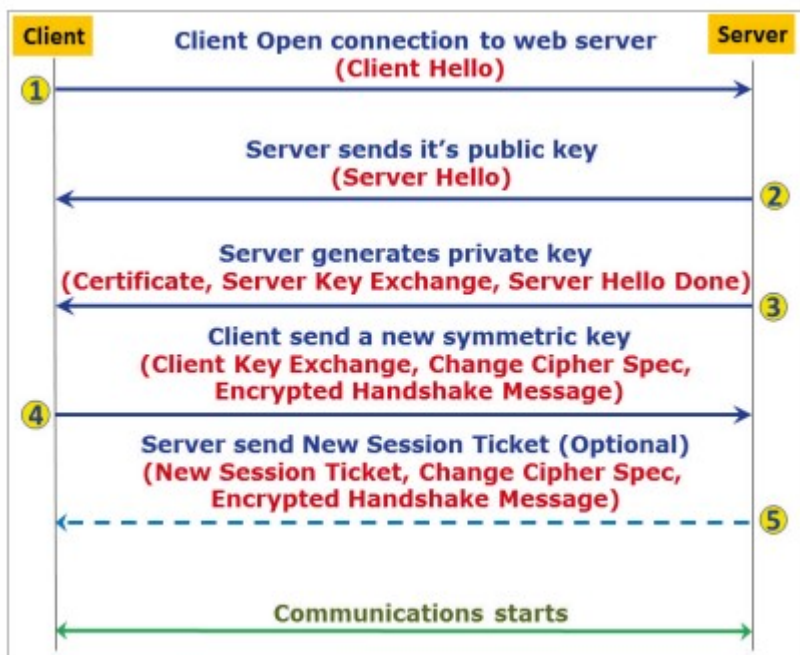 Client
Server
Client Open connection to web server
(Client Hello)
1
Server sends it’s public key
(Server Hello)
2
Server generates private key
(Certificate, Server Key Exchange, Server Hello Done)
3
Client send a new symmetric key
(Client Key Exchange, Change Cipher Spec,
Encrypted Handshake Message)
4
Server send New Session Ticket (Optional)
(New Session Ticket, Change Cipher Spec,
Encrypted Handshake Message)
5
Communications starts